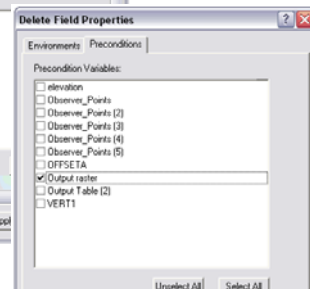 Delete Field Properties
Environments Preconditions
Precondition Variables:
elevation
Observer_Points
Observer_Points (2)
Observer_Points (3)
Observer_Points (4)
Observer_Points (5)
OFFSETA
Output raster
Output Table (2)
VERT1
Unselect All Select All